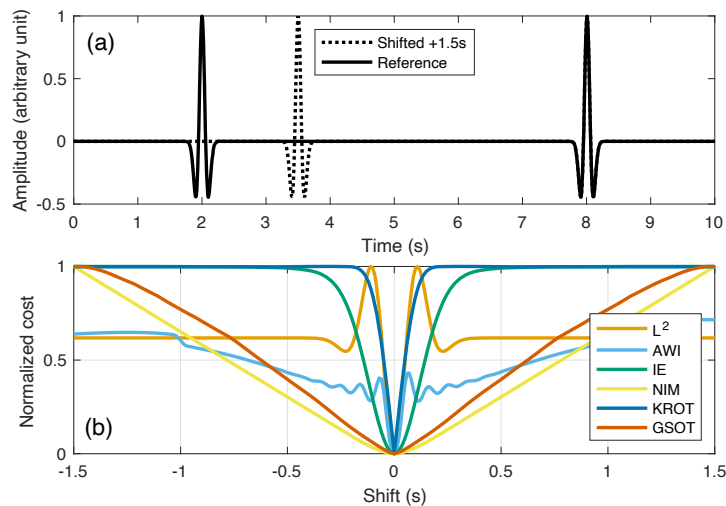 1
(a)
Shifted +1.5s
Reference
0.5
0
-0.5
Amplitude (arbitrary unit)
0 1 2 3 4 5 6 7 8 9 10
Time (s)
1
0.5
0
Normalized cost
(b)
L²
AWI
IE
NIM
KROT
GSOT
-1.5 -1 -0.5 0 0.5 1 1.5
Shift (s)